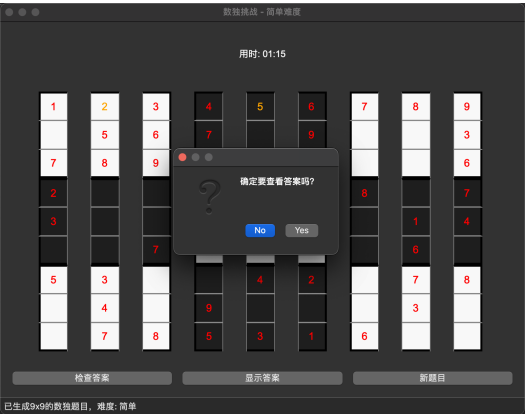 数独挑战 - 简单难度
用时: 01:15
1 2 3 4 5 6 7 8 9
5 6 7 9 3
7 8 9 6
确定要查看答案吗?
2 8 7
3 1 4
No Yes
7 6
5 3 4 2 7 8
4 9 3
7 8 5 3 1 6
检查答案 显示答案 新题目
已生成9x9的数独题目，难度: 简单